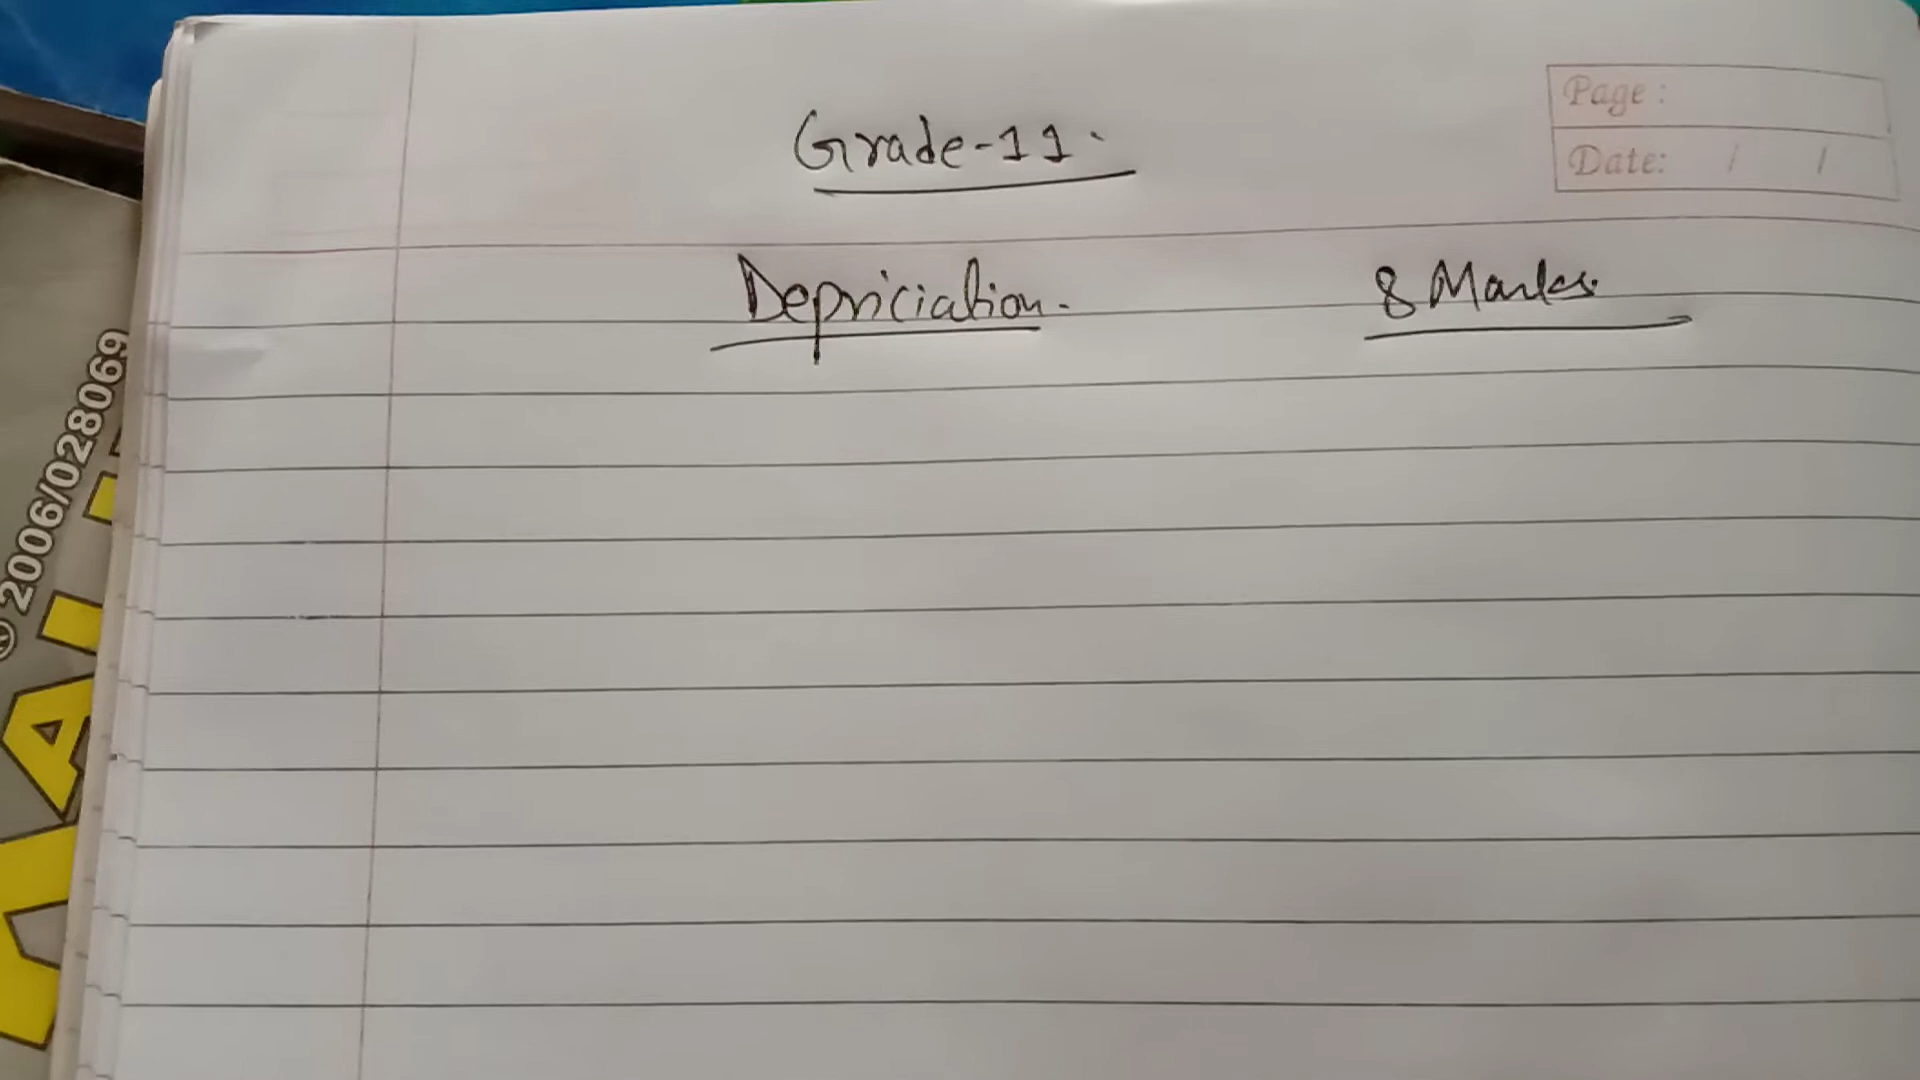 Grade-11.
Page :
Date: / /
Depriciation.
8 Marks.
© 2006/028069